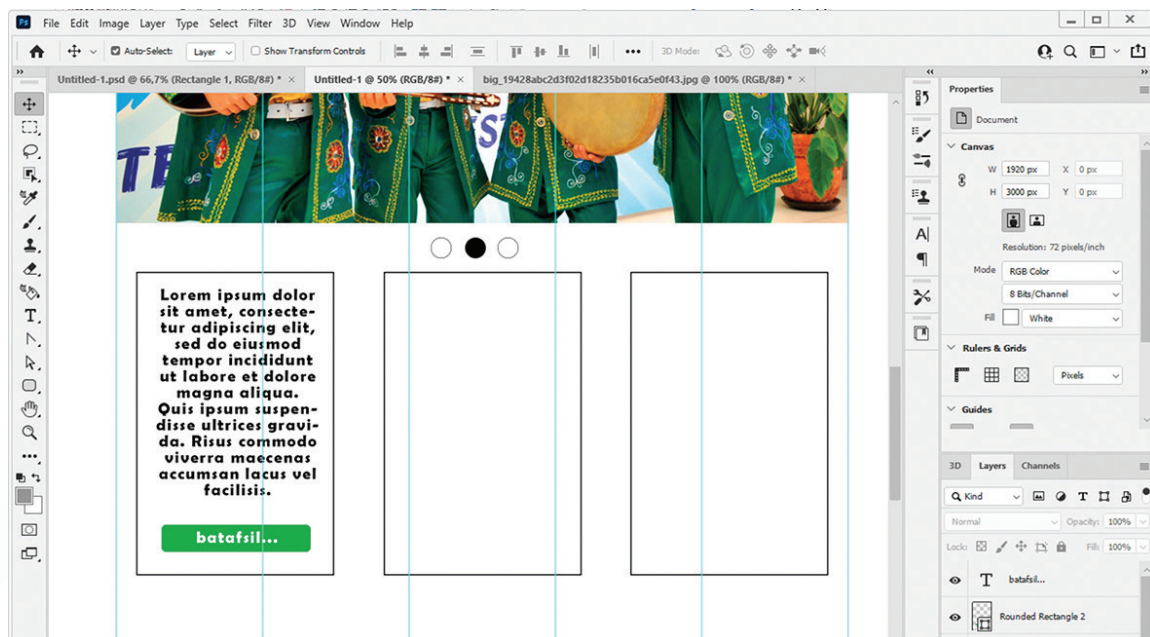 Ps File Edit Image Layer Type Select Filter 3D View Window Help
Auto-Select: Layer Show Transform Controls ••• 3D Mode:
Untitled-1.psd @ 66,7% (Rectangle 1, RGB/8#) * × Untitled-1 @ 50% (RGB/8#) * × big_19428abc2d3f02d18235b016ca5e0f43.jpg @ 100% (RGB/8#) * ×
Properties
Document
Canvas
W 1920 px X 0 px
H 3000 px Y 0 px
Resolution: 72 pixels/inch
Mode RGB Color
8 Bits/Channel
Fill White
Rulers & Grids
Pixels
Guides
3D Layers Channels
Kind
Normal Opacity: 100%
Lock: Fill: 100%
T batafsil...
Rounded Rectangle 2
Lorem ipsum dolor
sit amet, consecte-
tur adipiscing elit,
sed do eiusmod
tempor incididunt
ut labore et dolore
magna aliqua.
Quis ipsum suspen-
disse ultrices gravi-
da. Risus commodo
viverra maecenas
accumsan lacus vel
facilisis.
batafsil...